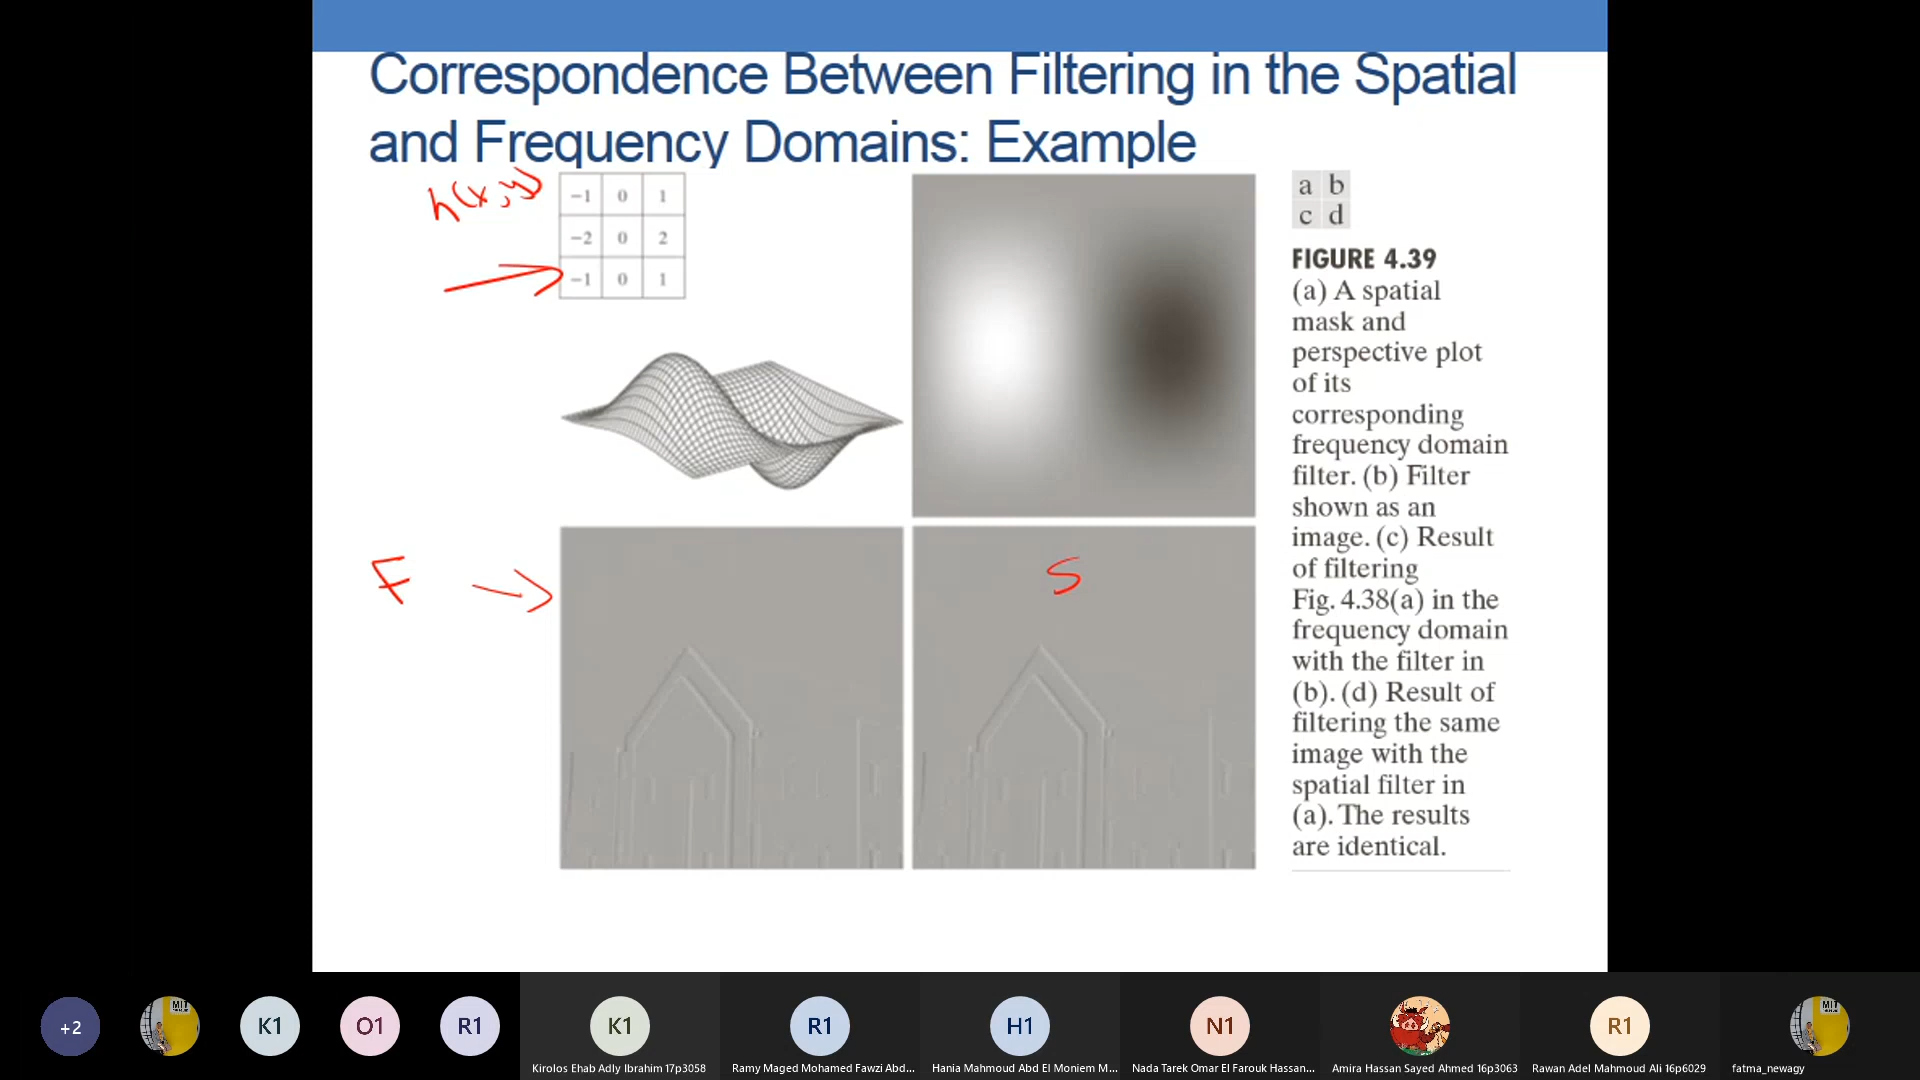 Correspondence Between Filtering in the Spatial
and Frequency Domains: Example
h(x,y)
−1 0 1
−2 0 2
−1 0 1
F
S
a b
c d
FIGURE 4.39
(a) A spatial
mask and
perspective plot
of its
corresponding
frequency domain
filter. (b) Filter
shown as an
image. (c) Result
of filtering
Fig. 4.38(a) in the
frequency domain
with the filter in
(b). (d) Result of
filtering the same
image with the
spatial filter in
(a). The results
are identical.
+2
MIT
K1
O1
R1
K1
R1
H1
N1
R1
MIT
Kirolos Ehab Adly Ibrahim 17p3058
Ramy Maged Mohamed Fawzi Abd...
Hania Mahmoud Abd El Moniem M...
Nada Tarek Omar El Farouk Hassan...
Amira Hassan Sayed Ahmed 16p3063
Rawan Adel Mahmoud Ali 16p6029
fatma_newagy